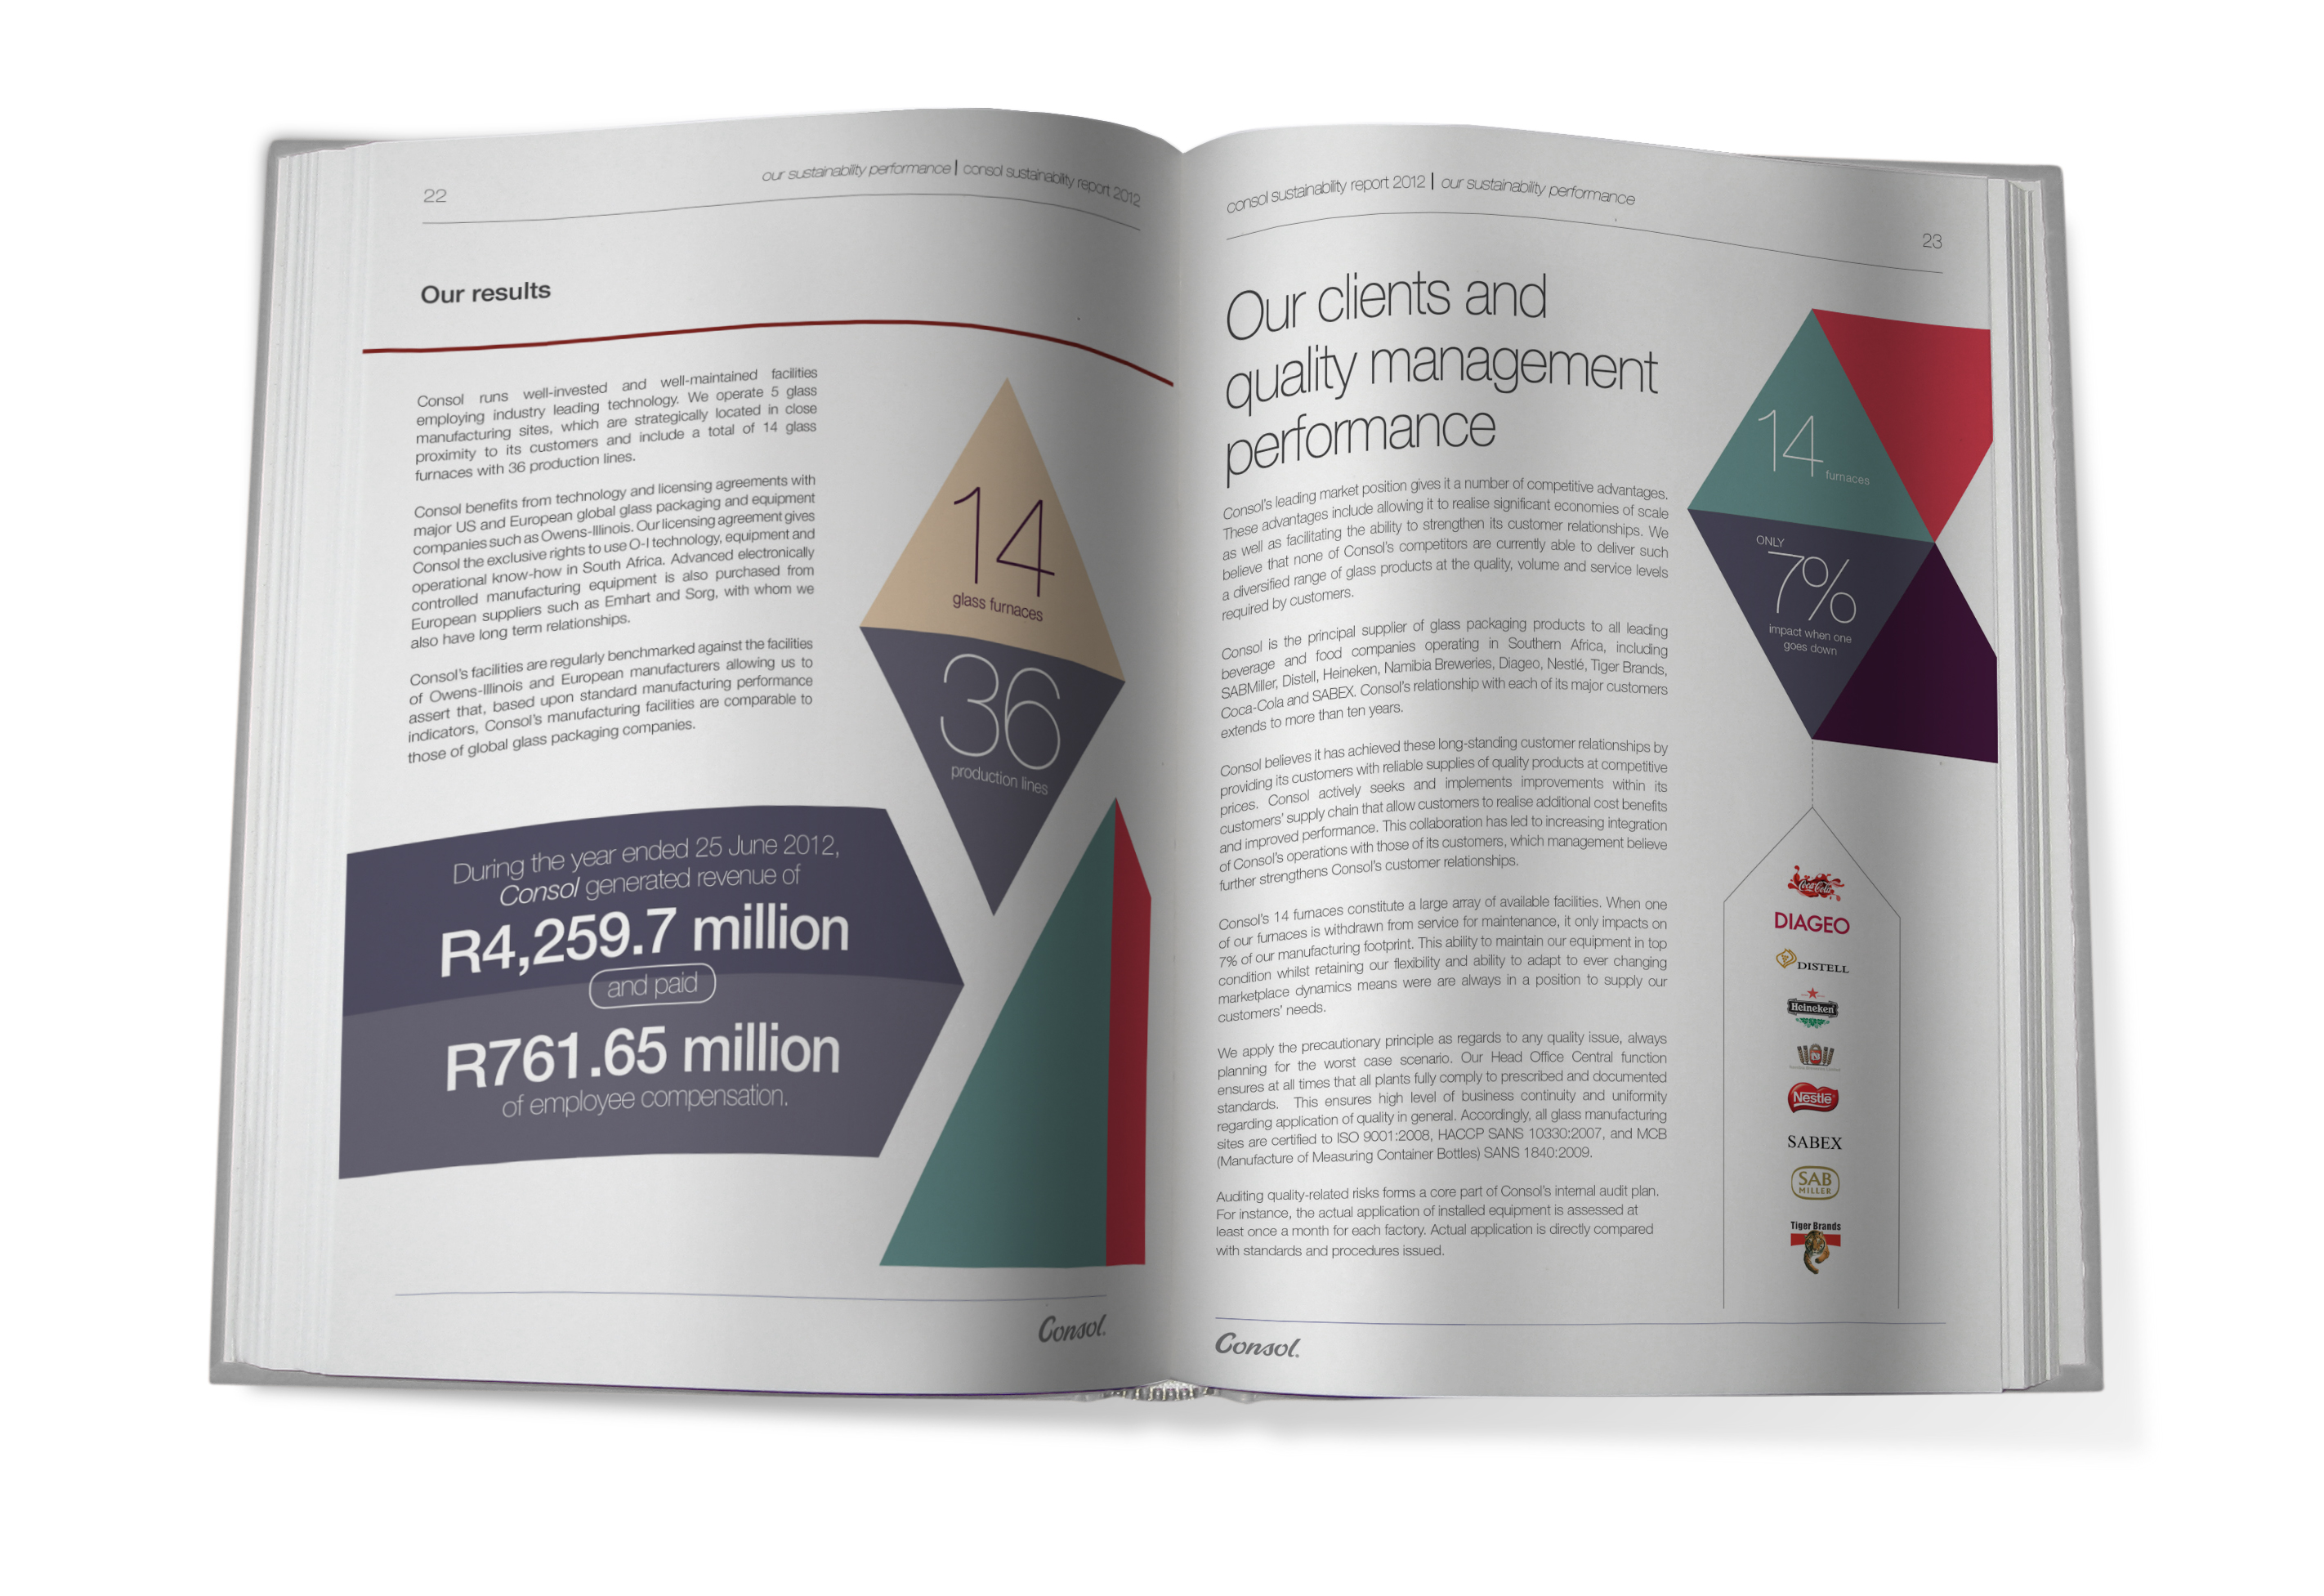 22
our sustainability performance | consol sustainability report 2012
Our results
Consol runs well-invested and well-maintained facilities
employing industry leading technology. We operate 5 glass
manufacturing sites, which are strategically located in close
proximity to its customers and include a total of 14 glass
furnaces with 36 production lines.
Consol benefits from technology and licensing agreements with
major US and European global glass packaging and equipment
companies such as Owens-Illinois. Our licensing agreement gives
Consol the exclusive rights to use O-I technology, equipment and
operational know-how in South Africa. Advanced electronically
controlled manufacturing equipment is also purchased from
European suppliers such as Emhart and Sorg, with whom we
also have long term relationships.
Consol's facilities are regularly benchmarked against the facilities
of Owens-Illinois and European manufacturers allowing us to
assert that, based upon standard manufacturing performance
indicators, Consol's manufacturing facilities are comparable to
those of global glass packaging companies.
14
glass furnaces
36
production lines
During the year ended 25 June 2012,
Consol generated revenue of
R4,259.7 million
and paid
R761.65 million
of employee compensation.
Consol.
consol sustainability report 2012 | our sustainability performance
23
Our clients and
quality management
performance
Consol's leading market position gives it a number of competitive advantages.
These advantages include allowing it to realise significant economies of scale
as well as facilitating the ability to strengthen its customer relationships. We
believe that none of Consol's competitors are currently able to deliver such
a diversified range of glass products at the quality, volume and service levels
required by customers.
Consol is the principal supplier of glass packaging products to all leading
beverage and food companies operating in Southern Africa, including
SABMiller, Distell, Heineken, Namibia Breweries, Diageo, Nestlé, Tiger Brands,
Coca-Cola and SABEX. Consol's relationship with each of its major customers
extends to more than ten years.
Consol believes it has achieved these long-standing customer relationships by
providing its customers with reliable supplies of quality products at competitive
prices. Consol actively seeks and implements improvements within its
customers' supply chain that allow customers to realise additional cost benefits
and improved performance. This collaboration has led to increasing integration
of Consol's operations with those of its customers, which management believe
further strengthens Consol's customer relationships.
Consol's 14 furnaces constitute a large array of available facilities. When one
of our furnaces is withdrawn from service for maintenance, it only impacts on
7% of our manufacturing footprint. This ability to maintain our equipment in top
condition whilst retaining our flexibility and ability to adapt to ever changing
marketplace dynamics means were are always in a position to supply our
customers' needs.
We apply the precautionary principle as regards to any quality issue, always
planning for the worst case scenario. Our Head Office Central function
ensures at all times that all plants fully comply to prescribed and documented
standards. This ensures high level of business continuity and uniformity
regarding application of quality in general. Accordingly, all glass manufacturing
sites are certified to ISO 9001:2008, HACCP SANS 10330:2007, and MCB
(Manufacture of Measuring Container Bottles) SANS 1840:2009.
Auditing quality-related risks forms a core part of Consol's internal audit plan.
For instance, the actual application of installed equipment is assessed at
least once a month for each factory. Actual application is directly compared
with standards and procedures issued.
14 furnaces
ONLY
7%
impact when one
goes down
Coca-Cola
DIAGEO
DISTELL
Heineken
Nestlé
SABEX
SAB
MILLER
Tiger Brands
Consol.